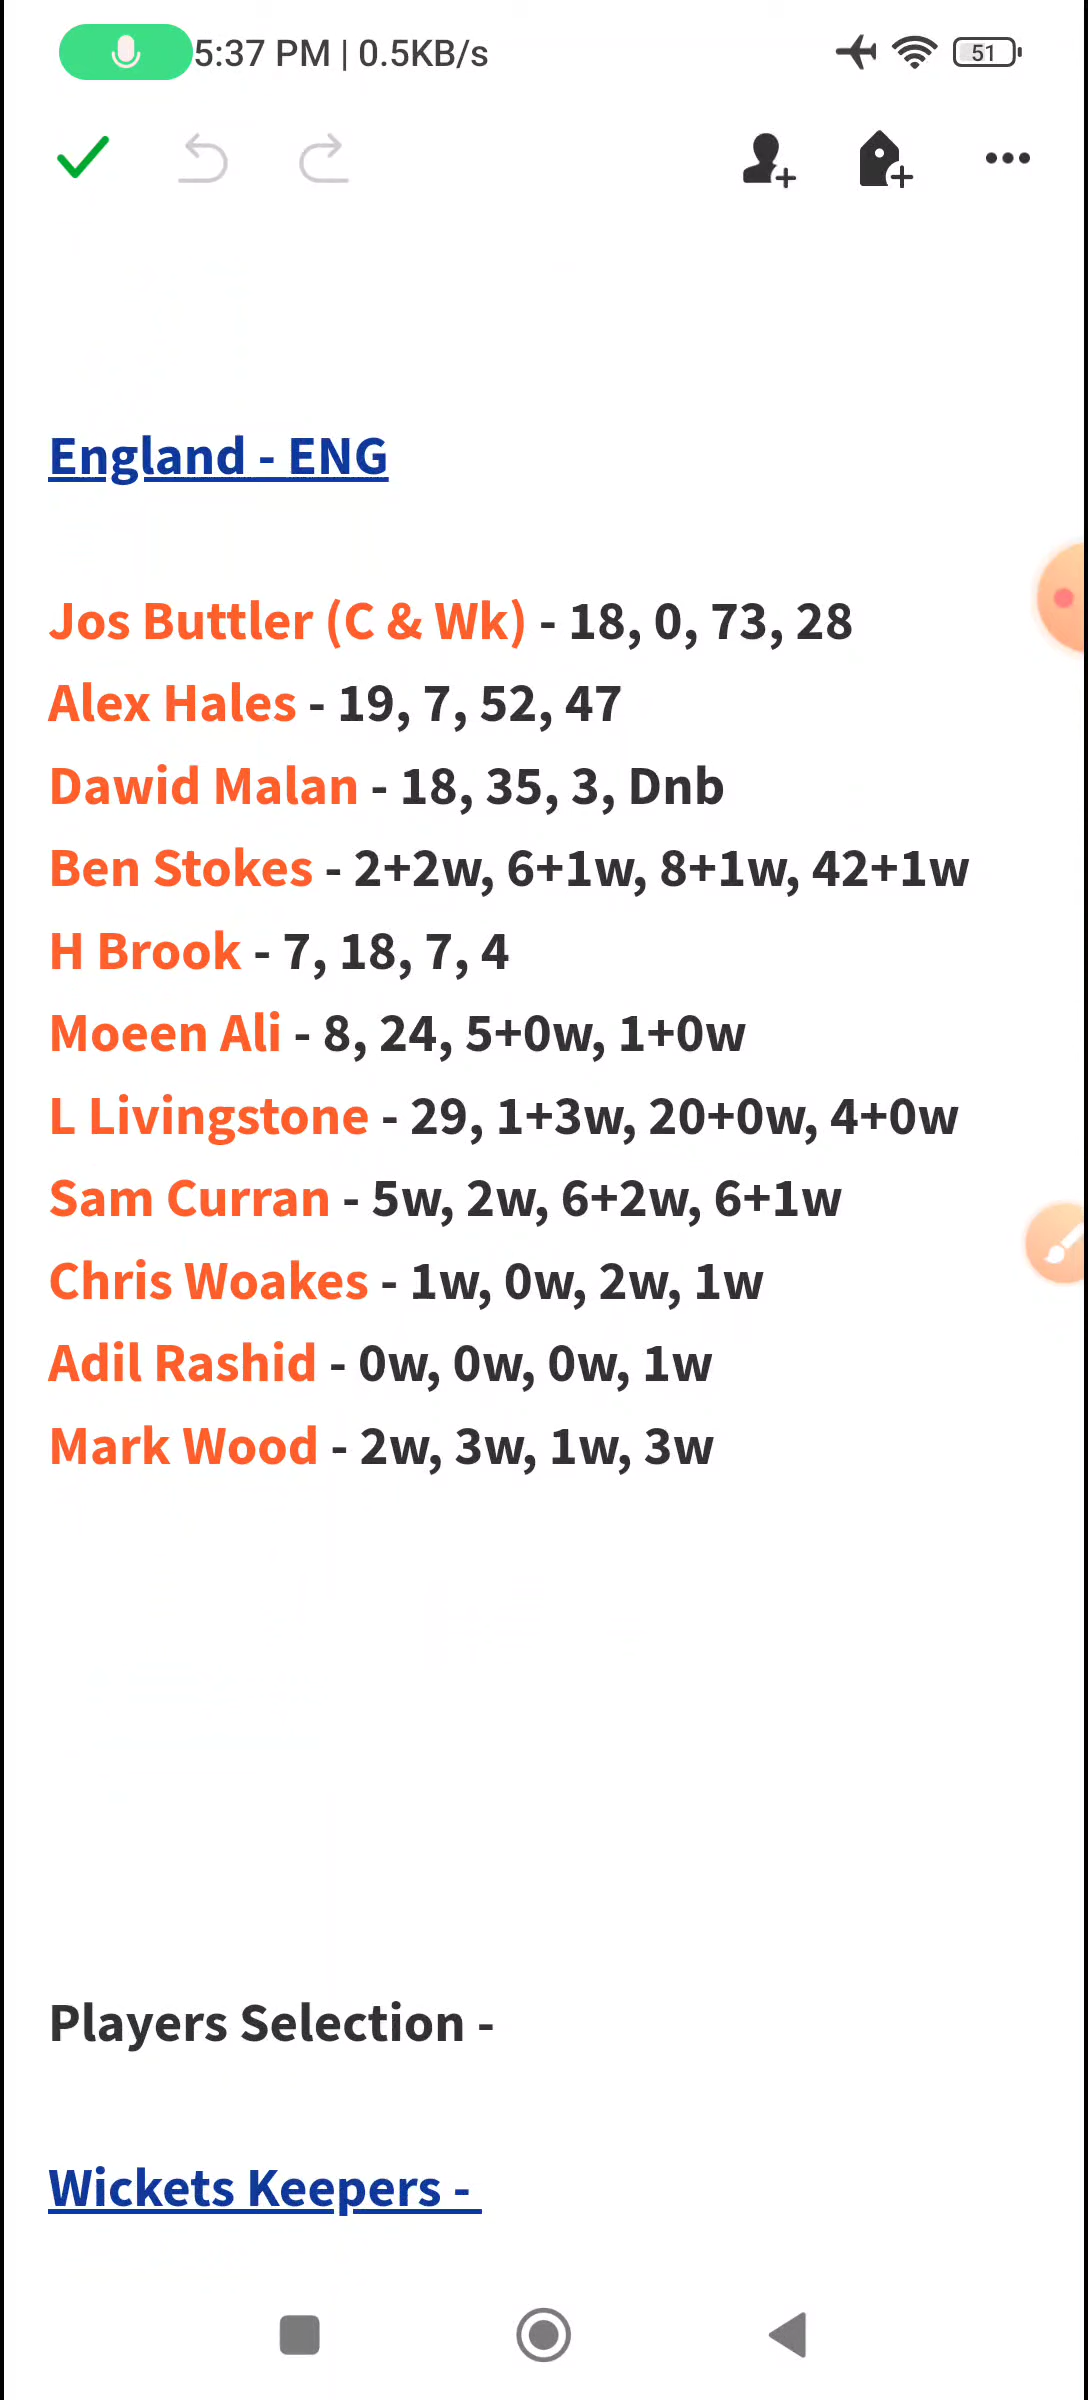 5:37 PM | 0.5KB/s
51
England - ENG
Jos Buttler (C & Wk) - 18, 0, 73, 28
Alex Hales - 19, 7, 52, 47
Dawid Malan - 18, 35, 3, Dnb
Ben Stokes - 2+2w, 6+1w, 8+1w, 42+1w
H Brook - 7, 18, 7, 4
Moeen Ali - 8, 24, 5+0w, 1+0w
L Livingstone - 29, 1+3w, 20+0w, 4+0w
Sam Curran - 5w, 2w, 6+2w, 6+1w
Chris Woakes - 1w, 0w, 2w, 1w
Adil Rashid - 0w, 0w, 0w, 1w
Mark Wood - 2w, 3w, 1w, 3w
Players Selection -
Wickets Keepers -